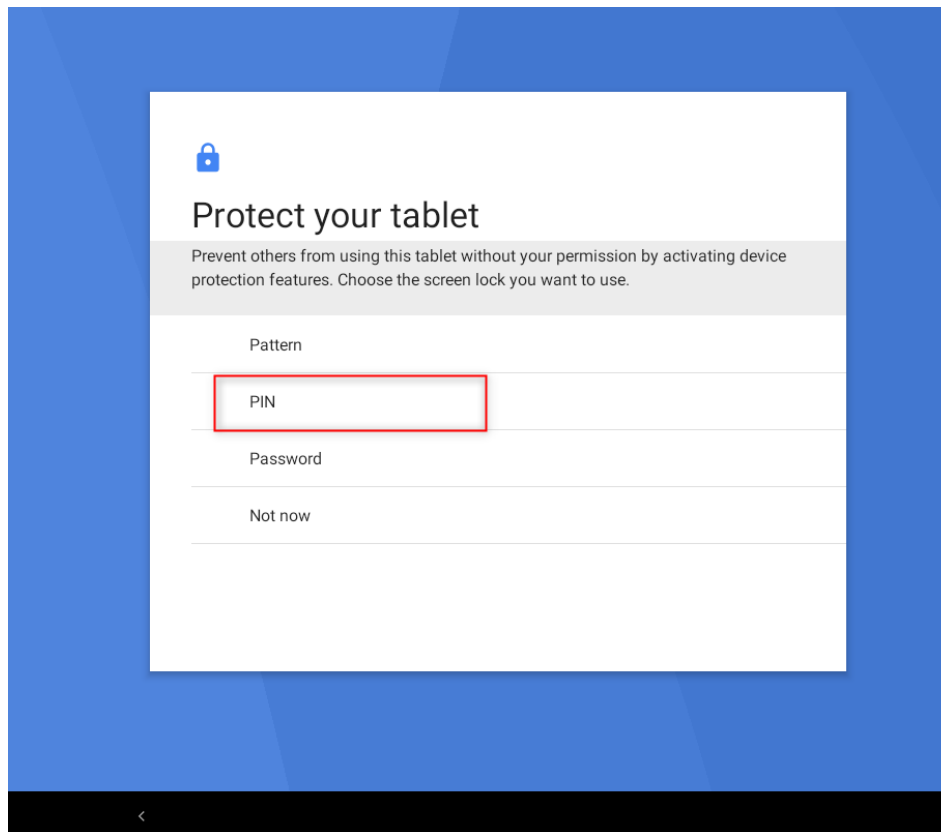 Protect your tablet
Prevent others from using this tablet without your permission by activating device
protection features. Choose the screen lock you want to use.
Pattern
PIN
Password
Not now